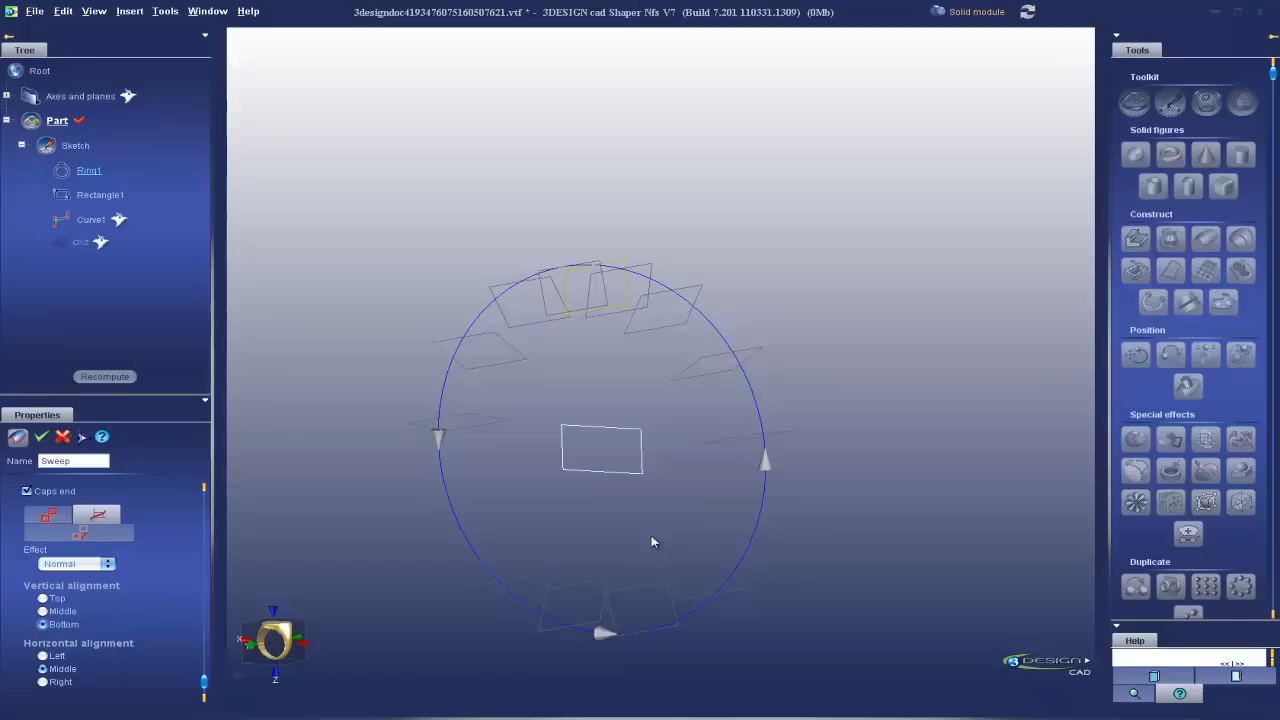 File Edit View Insert Tools Window Help
3designdoc4193476075160507621.vtf * - 3DESIGN cad Shaper Nfs V7 (Build 7.201 110331.1309) (0Mb)
Solid module
Tree
Root
Axes and planes
Part
Sketch
Ring1
Rectangle1
Curve1
oxz
Recompute
Properties
Name Sweep
Caps end
Effect
Normal
Vertical alignment
Top
Middle
Bottom
Horizontal alignment
Left
Middle
Right
X
Z
3DESIGN
CAD
Tools
Toolkit
Solid figures
Construct
Position
Special effects
Duplicate
Help
<<|>>